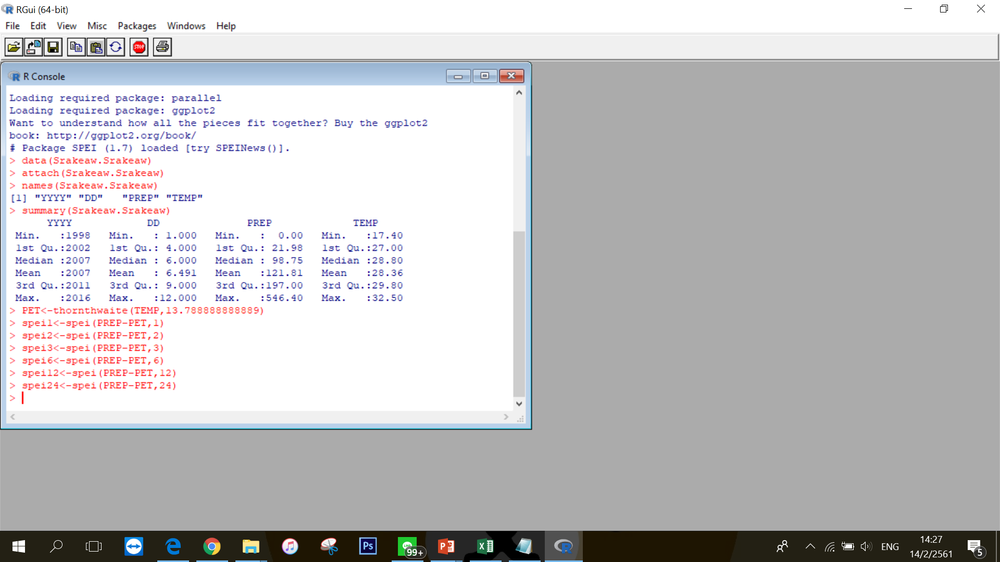 RGui (64-bit)
File Edit View Misc Packages Windows Help
STOP
R Console
Loading required package: parallel
Loading required package: ggplot2
Want to understand how all the pieces fit together? Buy the ggplot2
book: http://ggplot2.org/book/
# Package SPEI (1.7) loaded [try SPEINews()].
> data(Srakeaw.Srakeaw)
> attach(Srakeaw.Srakeaw)
> names(Srakeaw.Srakeaw)
[1] "YYYY" "DD" "PREP" "TEMP"
> summary(Srakeaw.Srakeaw)
YYYY DD PREP TEMP
Min. :1998 Min. : 1.000 Min. : 0.00 Min. :17.40
1st Qu.:2002 1st Qu.: 4.000 1st Qu.: 21.98 1st Qu.:27.00
Median :2007 Median : 6.000 Median : 98.75 Median :28.80
Mean :2007 Mean : 6.491 Mean :121.81 Mean :28.36
3rd Qu.:2011 3rd Qu.: 9.000 3rd Qu.:197.00 3rd Qu.:29.80
Max. :2016 Max. :12.000 Max. :546.40 Max. :32.50
> PET<-thornthwaite(TEMP,13.788888888889)
> spei1<-spei(PREP-PET,1)
> spei2<-spei(PREP-PET,2)
> spei3<-spei(PREP-PET,3)
> spei6<-spei(PREP-PET,6)
> spei12<-spei(PREP-PET,12)
> spei24<-spei(PREP-PET,24)
>
Ps
LINE
99+
ENG
14:27
14/2/2561
5